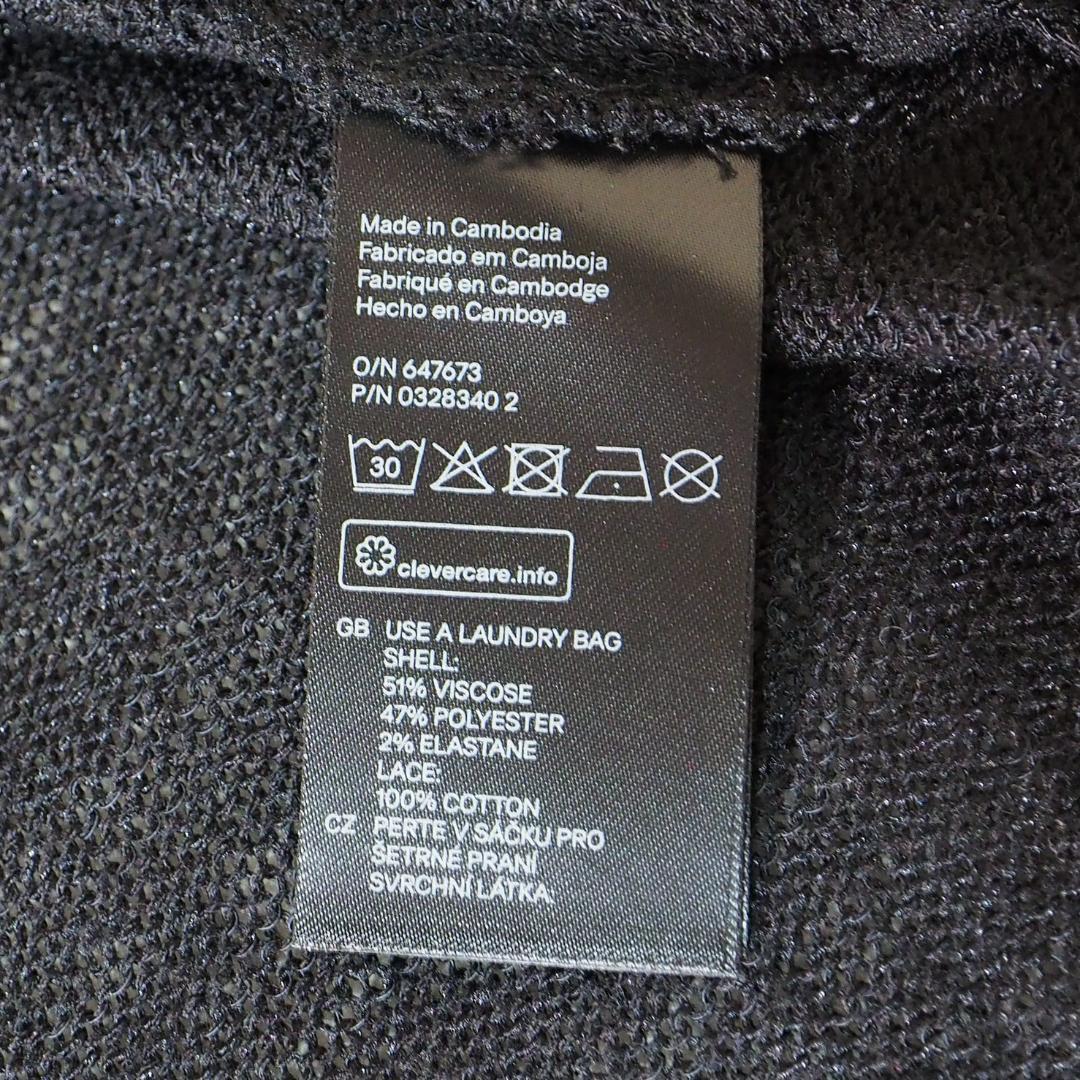 Made in Cambodia
Fabricado em Camboja
Fabriqué en Cambodge
Hecho en Camboya
O/N 647673
P/N 0328340 2
30
clevercare.info
GB USE A LAUNDRY BAG
SHELL:
51% VISCOSE
47% POLYESTER
2% ELASTANE
LACE:
100% COTTON
CZ PERTE V SÁČKU PRO
ŠETRNÉ PRANÍ
SVRCHNÍ LÁTKA